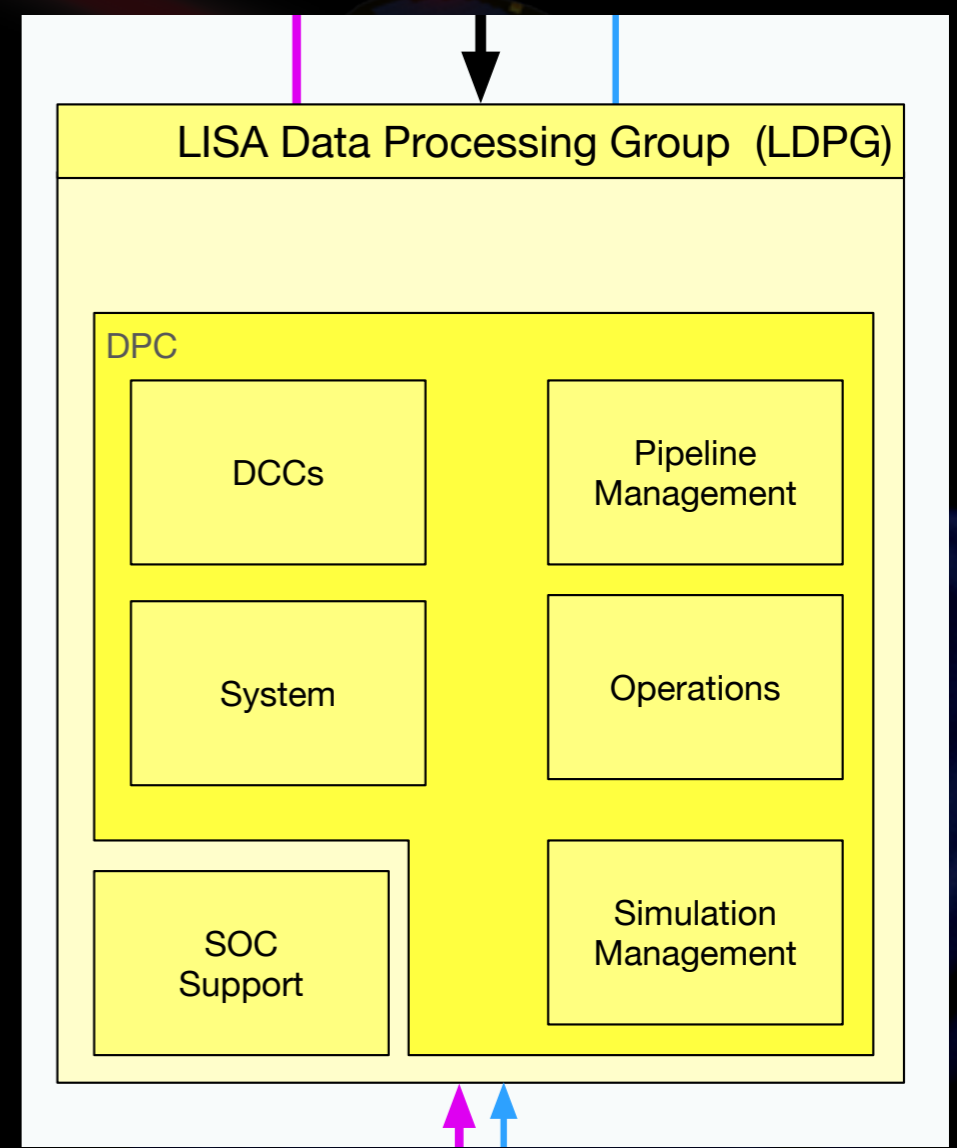 LISA Data Processing Group (LDPG)
DPC
DCCs
Pipeline
Management
System
Operations
SOC
Support
Simulation
Management